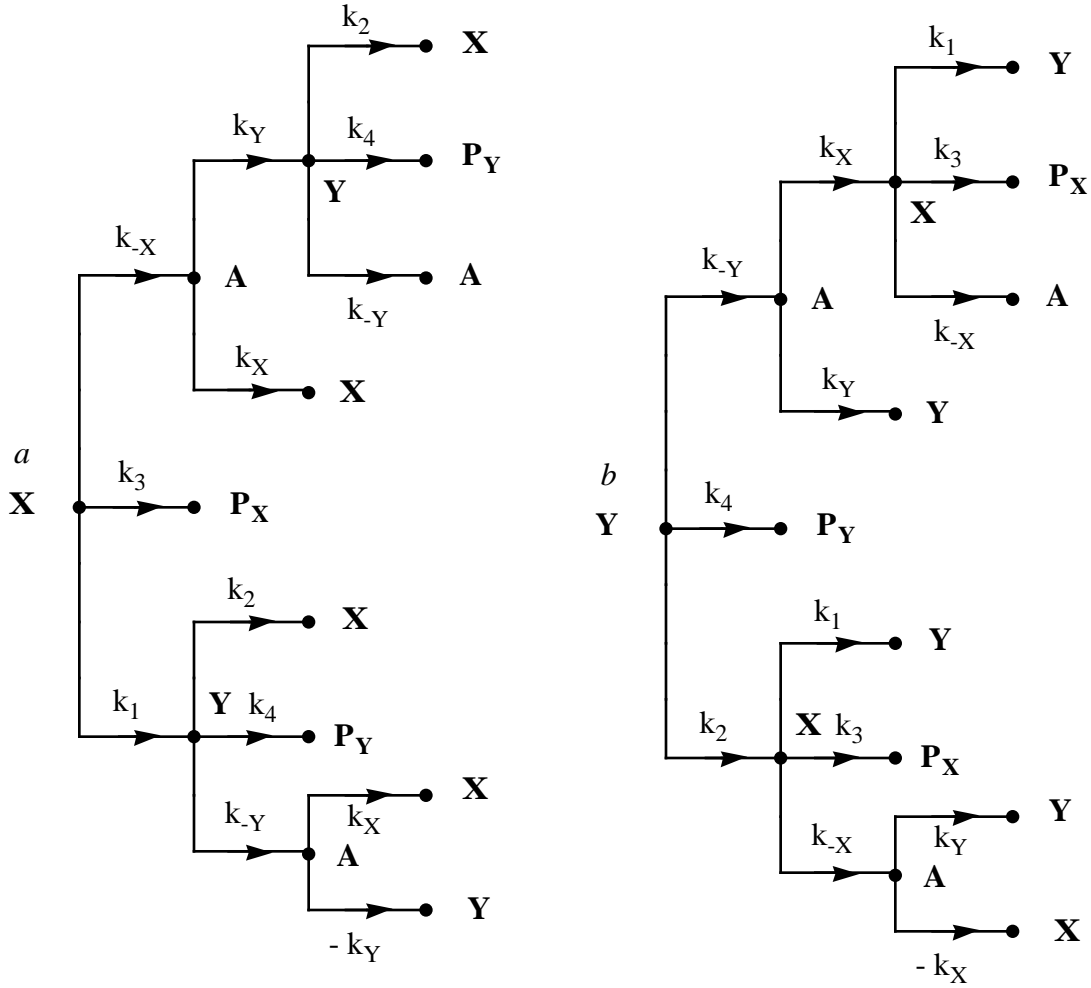 k2 X
kY k4 PY
Y
k-X A A
k-Y
kX X
a
X k3 PX
k2 X
k1 Y k4 PY
k-Y kX X
A
Y
- kY
k1 Y
kX k3 PX
X
k-Y A A
k-X
kY Y
b
Y k4 PY
k1 Y
k2 X k3 PX
k-X kY Y
A
X
- kX